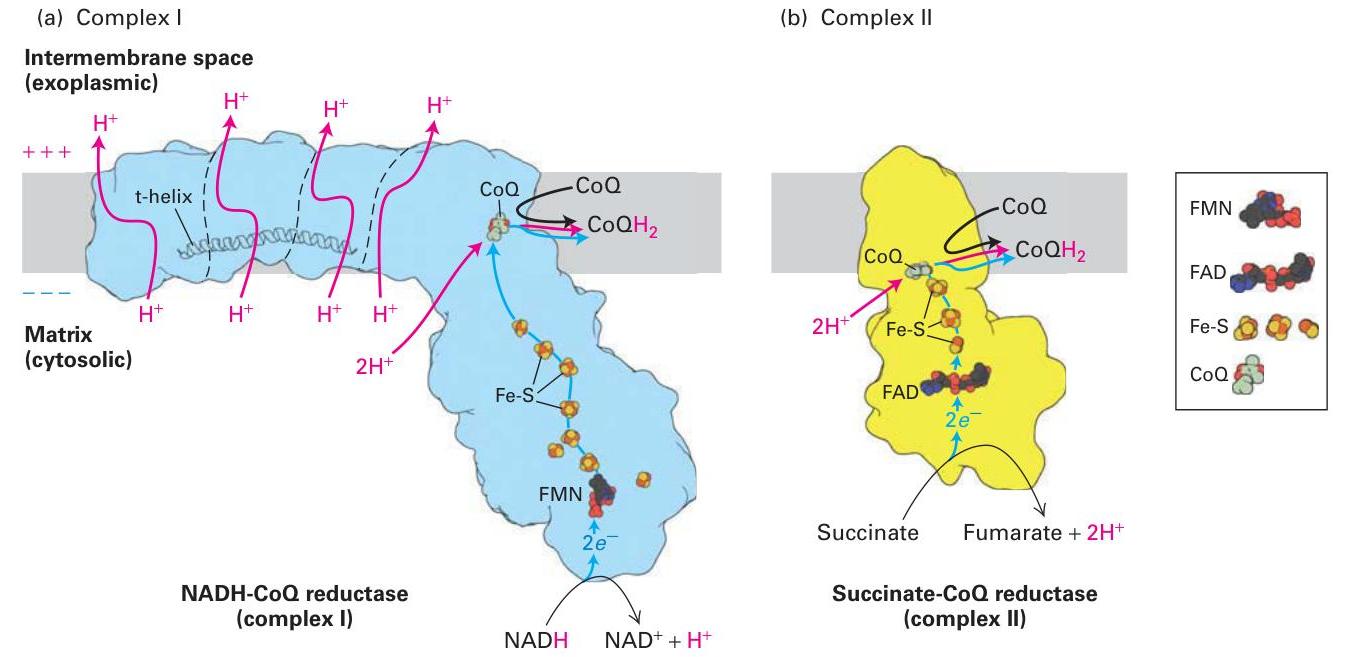 (a) Complex I
Intermembrane space
(exoplasmic)
H⁺
H⁺
H⁺
H⁺
+ + +
t-helix
CoQ
CoQ
CoQH₂
– – –
H⁺
H⁺
H⁺
H⁺
Matrix
(cytosolic)
2H⁺
Fe-S
FMN
2e⁻
NADH-CoQ reductase
(complex I)
NADH
NAD⁺ + H⁺
(b) Complex II
CoQ
CoQ
CoQH₂
2H⁺
Fe-S
FAD
2e⁻
Succinate
Fumarate + 2H⁺
Succinate-CoQ reductase
(complex II)
FMN
FAD
Fe-S
CoQ